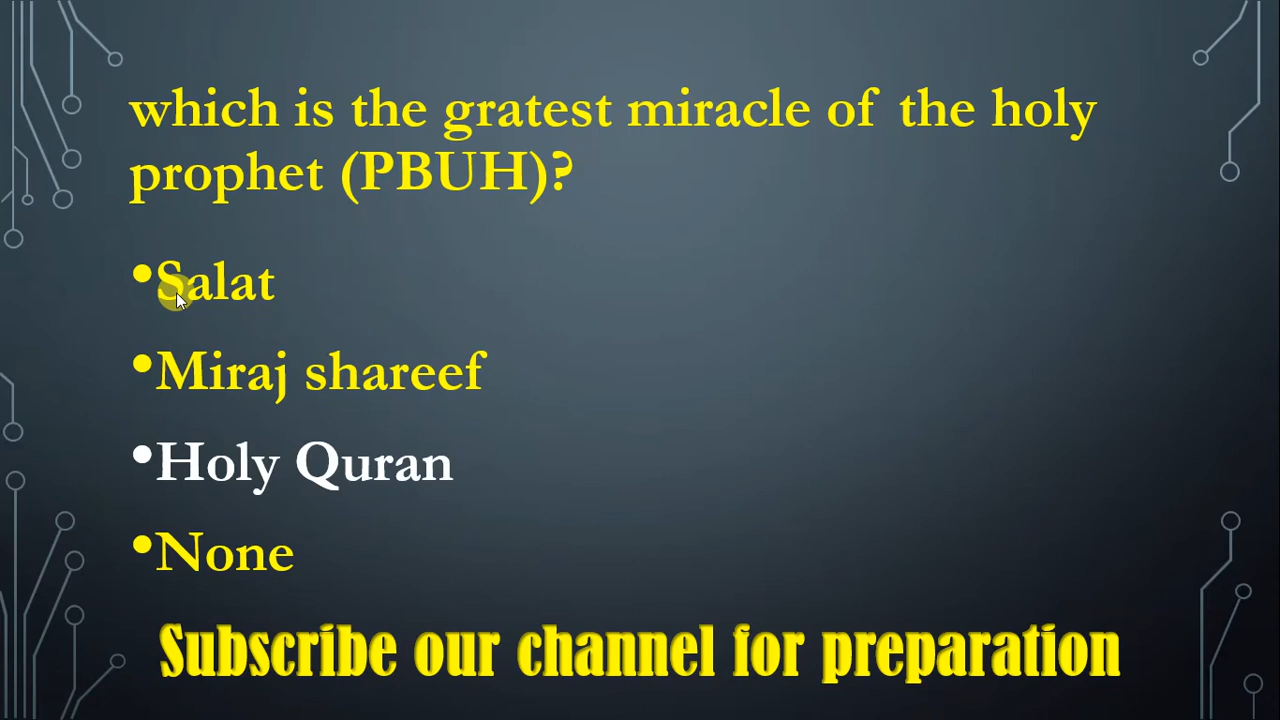 which is the gratest miracle of the holy
prophet (PBUH)?
•Salat
•Miraj shareef
•Holy Quran
•None
Subscribe our channel for preparation